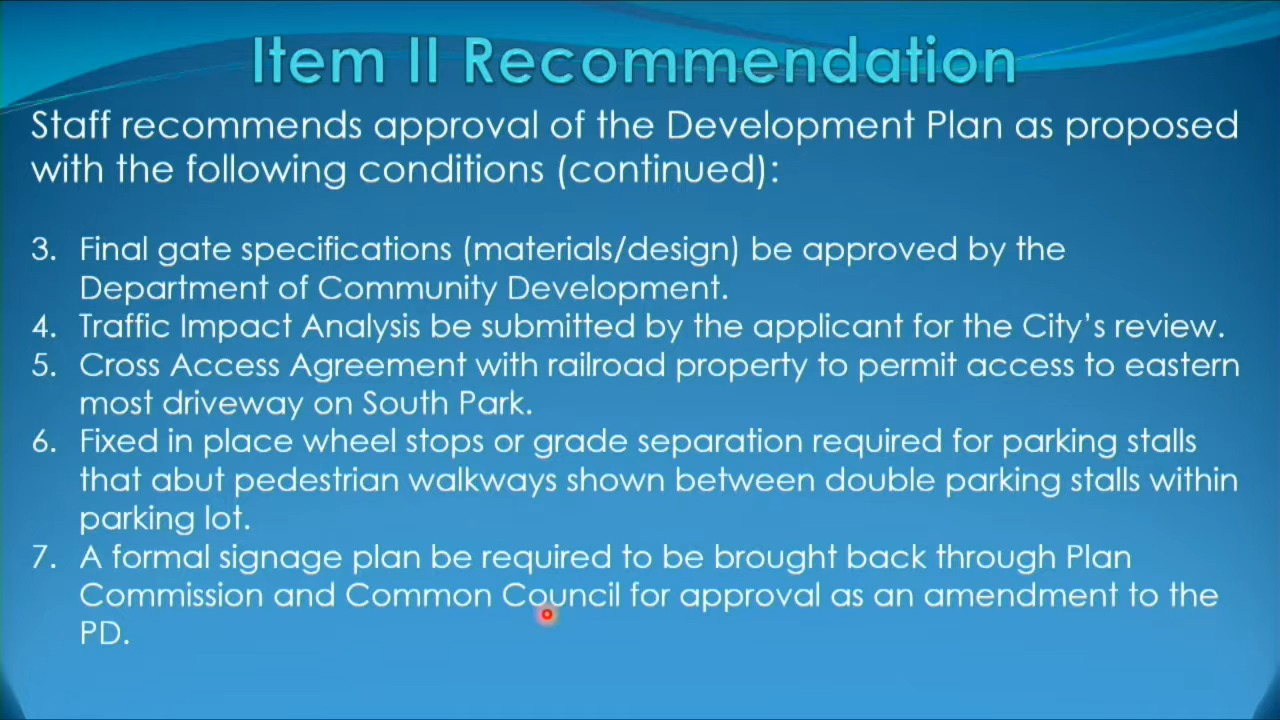 Item II Recommendation
Staff recommends approval of the Development Plan as proposed
with the following conditions (continued):
3. Final gate specifications (materials/design) be approved by the
Department of Community Development.
4. Traffic Impact Analysis be submitted by the applicant for the City's review.
5. Cross Access Agreement with railroad property to permit access to eastern
most driveway on South Park.
6. Fixed in place wheel stops or grade separation required for parking stalls
that abut pedestrian walkways shown between double parking stalls within
parking lot.
7. A formal signage plan be required to be brought back through Plan
Commission and Common Council for approval as an amendment to the
PD.